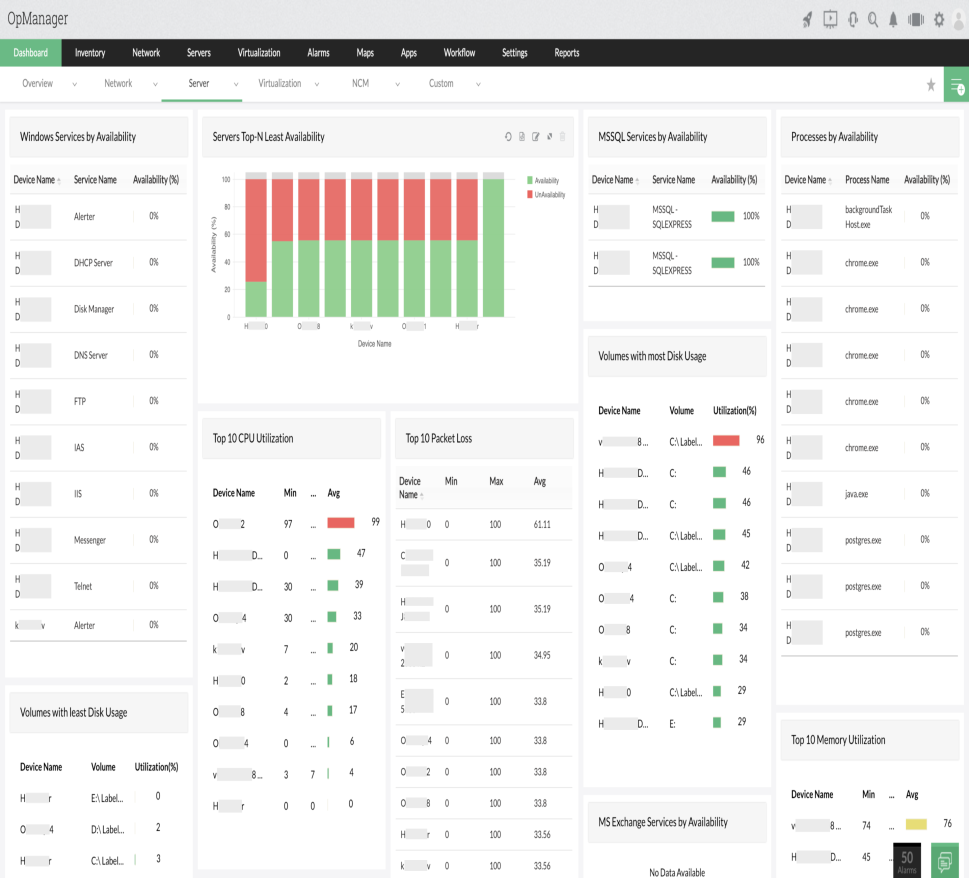 OpManager
Dashboard Inventory Network Servers Virtualization Alarms Maps Apps Workflow Settings Reports
Overview Network Server Virtualization NCM Custom
Windows Services by Availability
Device Name Service Name Availability (%)
H
D
Alerter 0%
H
D
DHCP Server 0%
H
D
Disk Manager 0%
H
D
DNS Server 0%
H
D
FTP 0%
H
D
IAS 0%
H
D
IIS 0%
H
D
Messenger 0%
H
D
Telnet 0%
k v Alerter 0%
Volumes with least Disk Usage
Device Name Volume Utilization(%)
H r E:\ Label... 0
O 4 D:\ Label... 2
H r C:\ Label... 3
Servers Top-N Least Availability
100
80
60
40
20
0
Availability (%)
H 0 O 8 k v O 1 H r
Device Name
Availability
UnAvailability
Top 10 CPU Utilization
Device Name Min ... Avg
O 2 97 ... 99
H D... 0 ... 47
H D... 30 ... 39
O 4 30 ... 33
k v 7 ... 20
H 0 2 ... 18
O 8 4 ... 17
O 4 0 ... 6
v 8... 3 7 4
H r 0 0 0
Top 10 Packet Loss
Device
Name
Min Max Avg
H 0 0 100 61.11
C 0 100 35.19
H
J
0 100 35.19
v
2
0 100 34.95
E
5
0 100 33.8
O 4 0 100 33.8
O 2 0 100 33.8
O 8 0 100 33.8
H r 0 100 33.56
k v 0 100 33.56
MSSQL Services by Availability
Device Name Service Name Availability (%)
H
D
MSSQL -
SQLEXPRESS
100%
H
D
MSSQL -
SQLEXPRESS
100%
Volumes with most Disk Usage
Device Name Volume Utilization(%)
v 8... C:\ Label... 96
H D... C: 46
H D... C: 46
H D... C:\ Label... 45
O 4 C:\ Label... 42
O 4 C: 38
O 8 C: 34
k v C: 34
H 0 C:\ Label... 29
H D... E: 29
MS Exchange Services by Availability
No Data Available
Processes by Availability
Device Name Process Name Availability (%)
H
D
backgroundTask
Host.exe
0%
H
D
chrome.exe 0%
H
D
chrome.exe 0%
H
D
chrome.exe 0%
H
D
chrome.exe 0%
H
D
chrome.exe 0%
H
D
java.exe 0%
H
D
postgres.exe 0%
H
D
postgres.exe 0%
H
D
postgres.exe 0%
Top 10 Memory Utilization
Device Name Min ... Avg
v 8... 74 ... 76
H D... 45 ..
50
Alarms